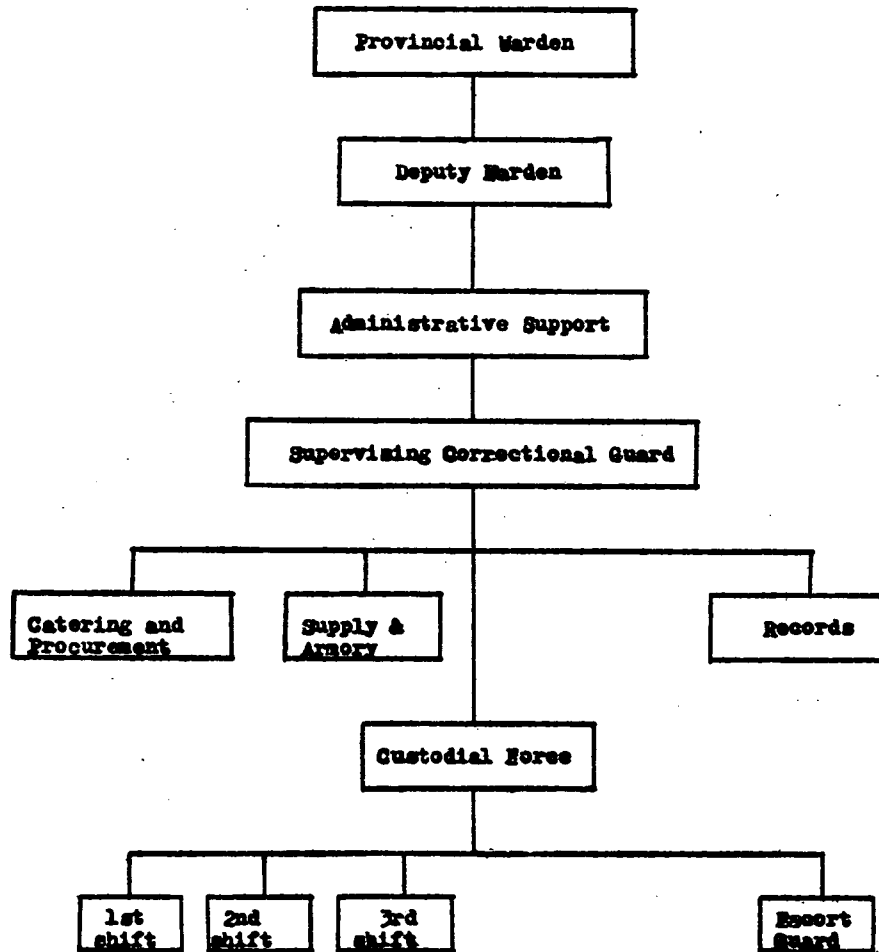 Provincial Warden
Deputy Warden
Administrative Support
Supervising Correctional Guard
Catering and
Procurement
Supply &
Armory
Records
Custodial Force
1st
shift
2nd
shift
3rd
shift
Escort
Guard